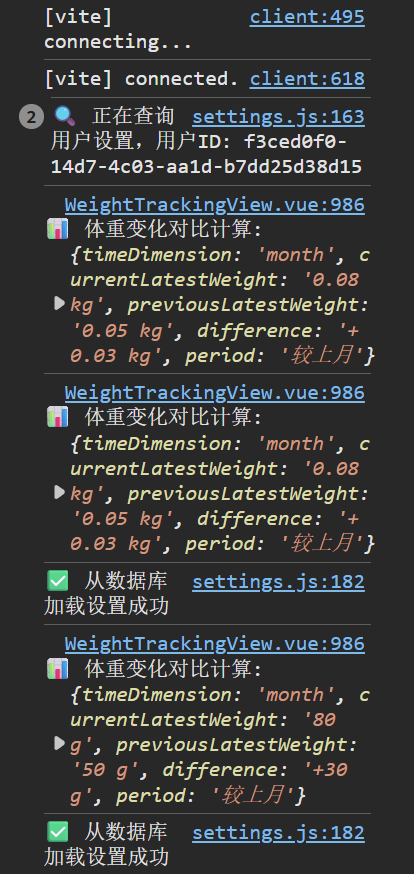 [vite] client:495
connecting...
[vite] connected. client:618
2 🔍 正在查询 settings.js:163
用户设置，用户ID: f3ced0f0-
14d7-4c03-aa1d-b7dd25d38d15
WeightTrackingView.vue:986
📊 体重变化对比计算:
{timeDimension: 'month', c
urrentLatestWeight: '0.08
kg', previousLatestWeight:
'0.05 kg', difference: '+
0.03 kg', period: '较上月'}
WeightTrackingView.vue:986
📊 体重变化对比计算:
{timeDimension: 'month', c
urrentLatestWeight: '0.08
kg', previousLatestWeight:
'0.05 kg', difference: '+
0.03 kg', period: '较上月'}
✅ 从数据库 settings.js:182
加载设置成功
WeightTrackingView.vue:986
📊 体重变化对比计算:
{timeDimension: 'month', c
urrentLatestWeight: '80
g', previousLatestWeight:
'50 g', difference: '+30
g', period: '较上月'}
✅ 从数据库 settings.js:182
加载设置成功